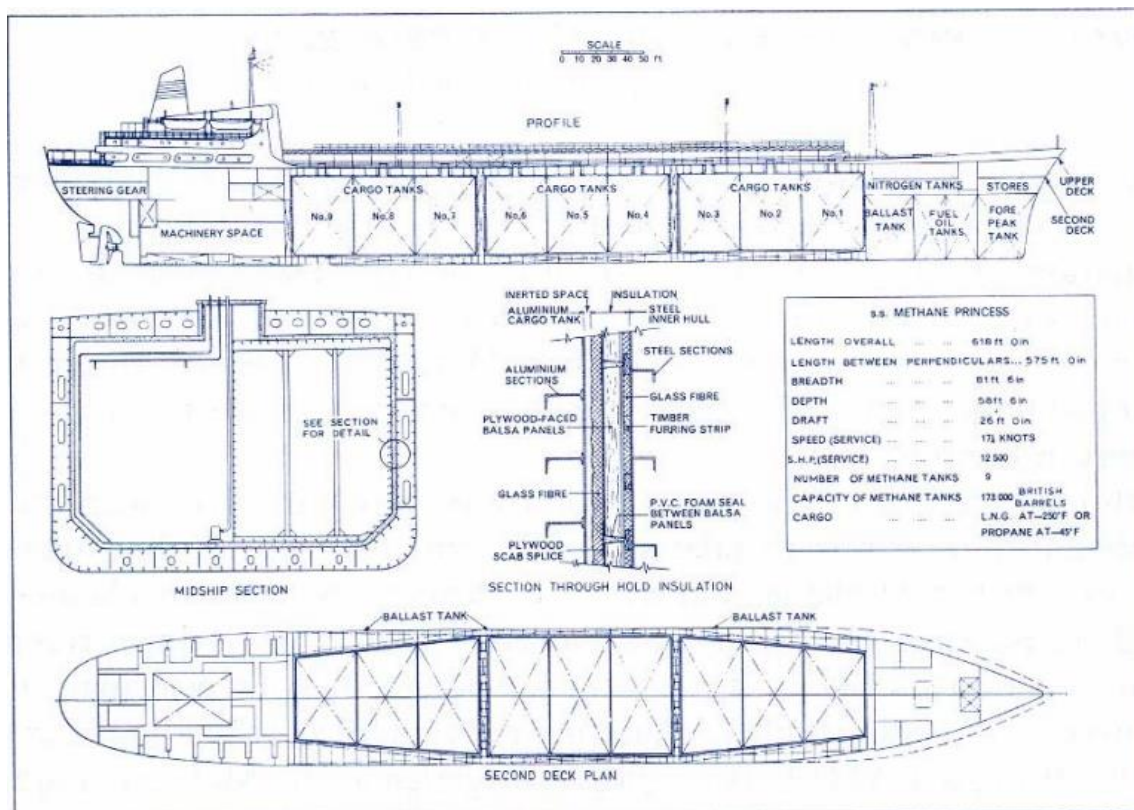 SCALE
0 10 20 30 40 50 ft.
PROFILE
STEERING GEAR
MACHINERY SPACE
CARGO TANKS
No.9 No.8 No.7
CARGO TANKS
No.6 No.5 No.4
CARGO TANKS
No.3 No.2 No.1
NITROGEN TANKS
BALLAST
TANK
FUEL
OIL
TANKS
STORES
FORE
PEAK
TANK
UPPER
DECK
SECOND
DECK
SEE SECTION
FOR DETAIL
MIDSHIP SECTION
INERTED SPACE
ALUMINIUM
CARGO TANK
INSULATION
STEEL
INNER HULL
STEEL SECTIONS
ALUMINIUM
SECTIONS
GLASS FIBRE
PLYWOOD-FACED
BALSA PANELS
TIMBER
FURRING STRIP
GLASS FIBRE
P.V.C. FOAM SEAL
BETWEEN BALSA
PANELS
PLYWOOD
SCAB SPLICE
SECTION THROUGH HOLD INSULATION
s.s. METHANE PRINCESS
LENGTH OVERALL ... ... 618 ft 0 in
LENGTH BETWEEN PERPENDICULARS... 575 ft 0 in
BREADTH ... ... ... 81 ft 6 in
DEPTH ... ... ... 58 ft 6 in
DRAFT ... ... ... 26 ft 0 in
SPEED (SERVICE) ... ... ... KNOTS
S.H.P. (SERVICE) ... ... ... 12 500
NUMBER OF METHANE TANKS 9
CAPACITY OF METHANE TANKS 173 000 BRITISH BARRELS
CARGO ... ... L.N.G. AT—250°F OR
PROPANE AT—45°F
BALLAST TANK
BALLAST TANK
SECOND DECK PLAN